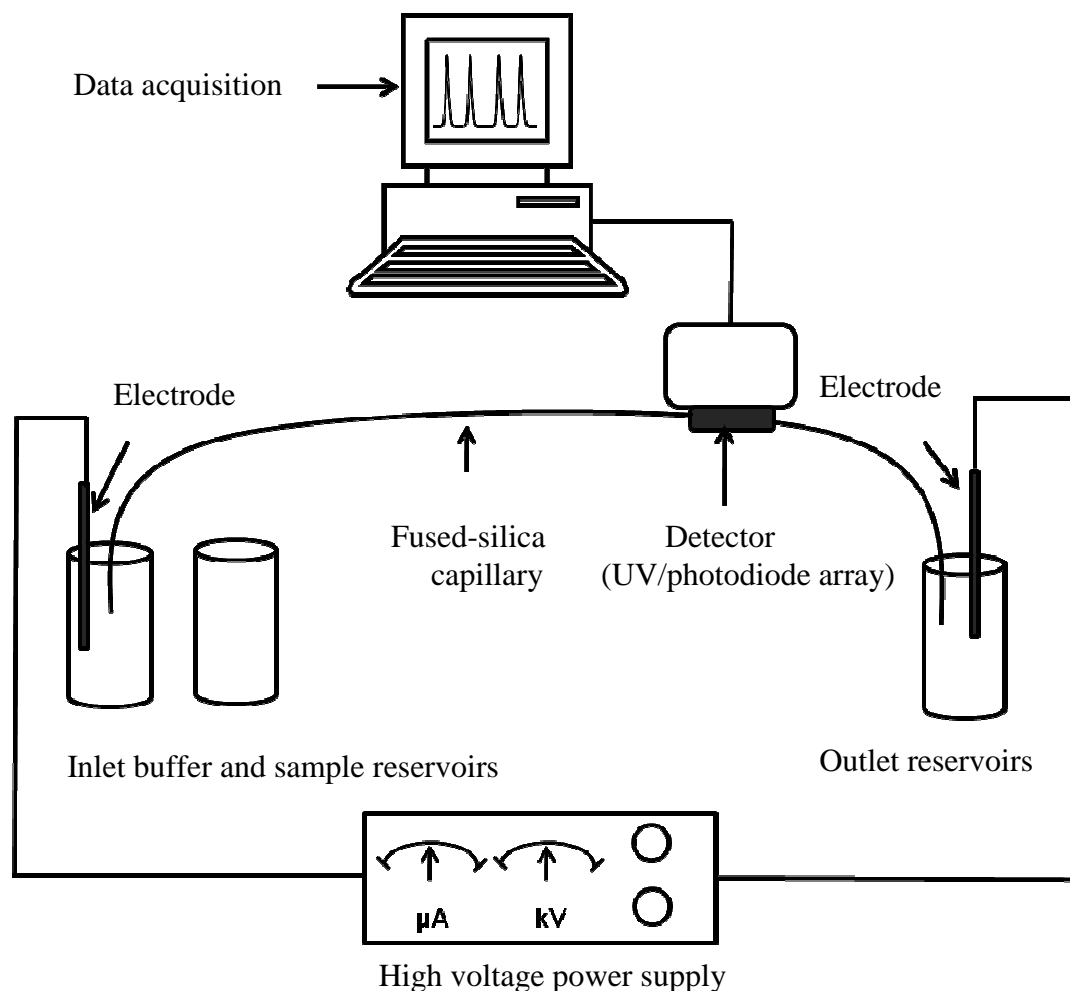 Data acquisition
Electrode
Electrode
Fused-silica
capillary
Detector
(UV/photodiode array)
Inlet buffer and sample reservoirs
Outlet reservoirs
µA
kV
High voltage power supply